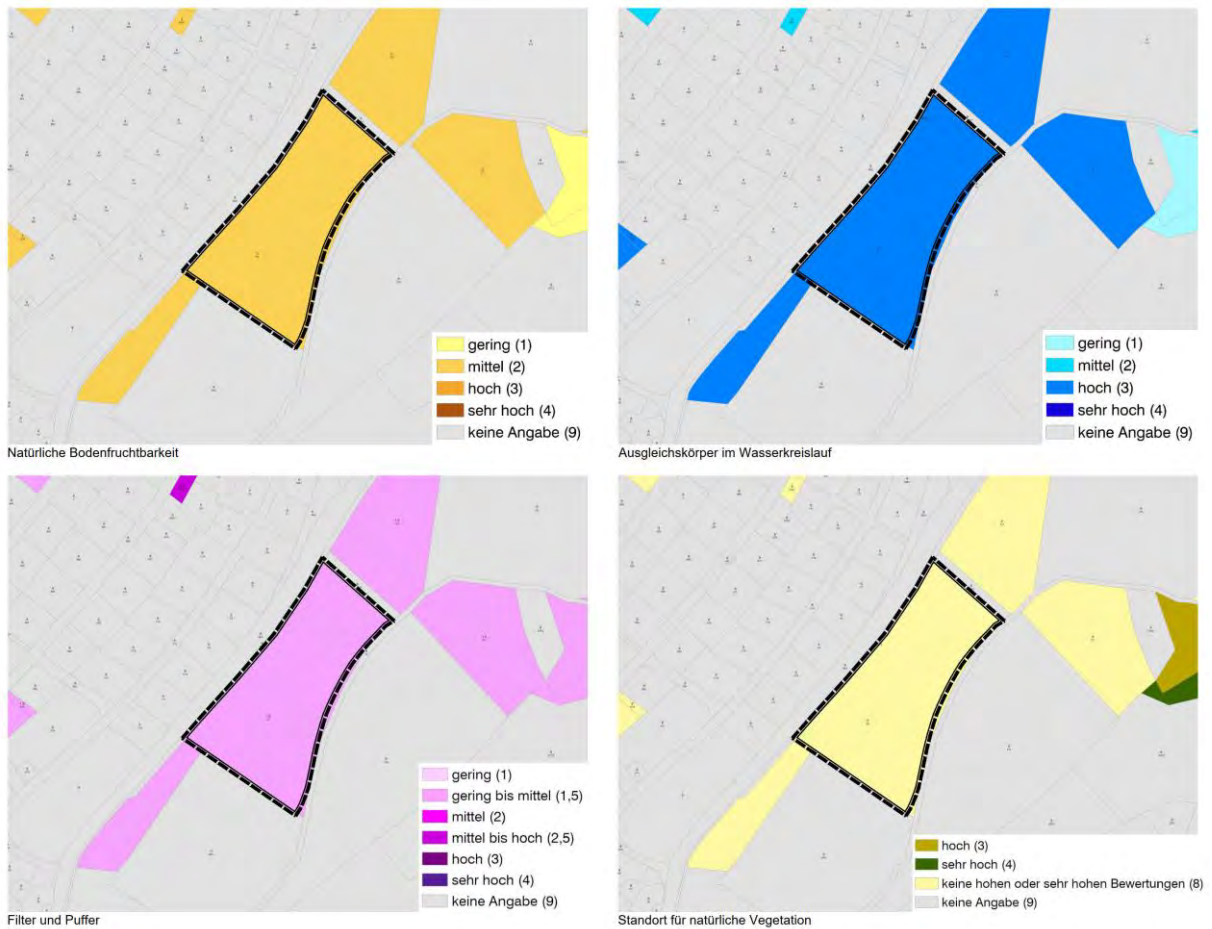 gering (1)
mittel (2)
hoch (3)
sehr hoch (4)
keine Angabe (9)
Natürliche Bodenfruchtbarkeit
gering (1)
mittel (2)
hoch (3)
sehr hoch (4)
keine Angabe (9)
Ausgleichskörper im Wasserkreislauf
gering (1)
gering bis mittel (1,5)
mittel (2)
mittel bis hoch (2,5)
hoch (3)
sehr hoch (4)
keine Angabe (9)
Filter und Puffer
hoch (3)
sehr hoch (4)
keine hohen oder sehr hohen Bewertungen (8)
keine Angabe (9)
Standort für natürliche Vegetation